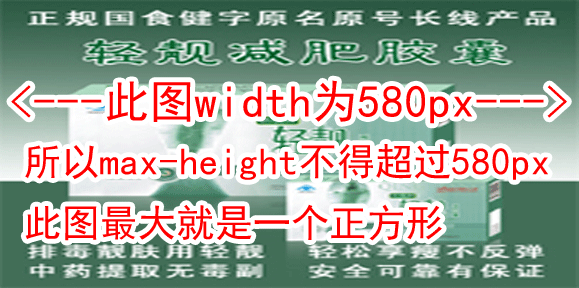 正规国食健字原名原号长线产品
轻靓减肥胶囊
<---此图width为580px--->
轻靓
所以max-height不得超过580px
此图最大就是一个正方形
排毒靓肤用轻靓 轻松享瘦不反弹
中药提取无毒副 安全可靠有保证